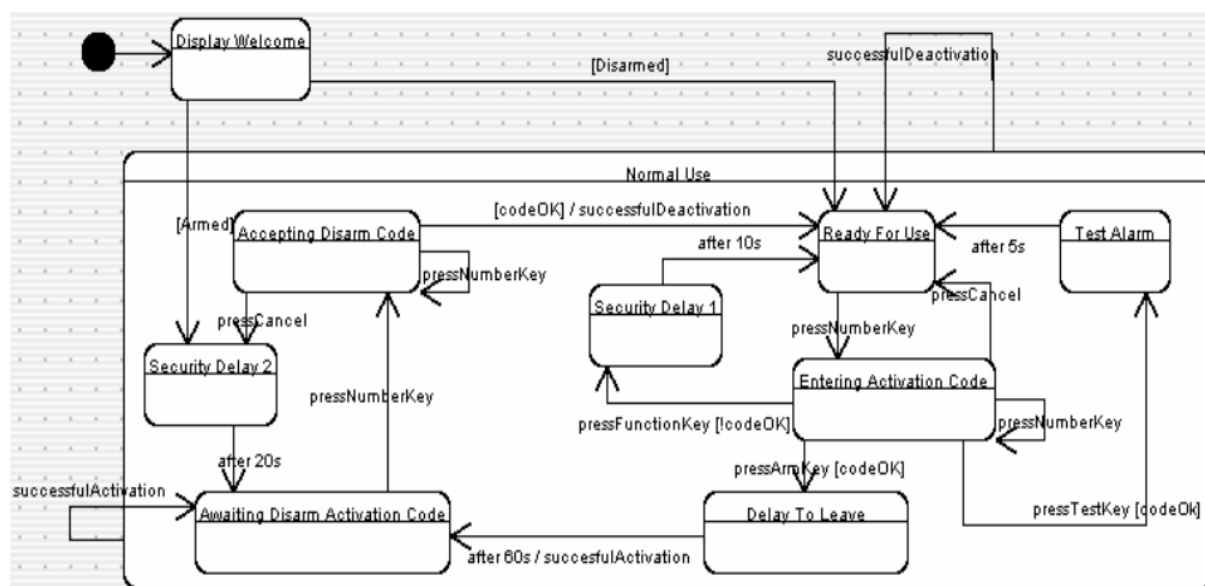 Display Welcome
successfulDeactivation
[Disarmed]
Normal Use
[Armed]
Accepting Disarm Code
[codeOK] / successfulDeactivation
Ready For Use
Test Alarm
after 10s
after 5s
pressNumberKey
Security Delay 1
pressCancel
pressCancel
pressNumberKey
Security Delay 2
Entering Activation Code
pressNumberKey
pressFunctionKey [!codeOK]
pressNumberKey
after 20s
pressArmKey [codeOK]
successfulActivation
Awaiting Disarm Activation Code
Delay To Leave
pressTestKey [codeOk]
after 60s / succesfulActivation